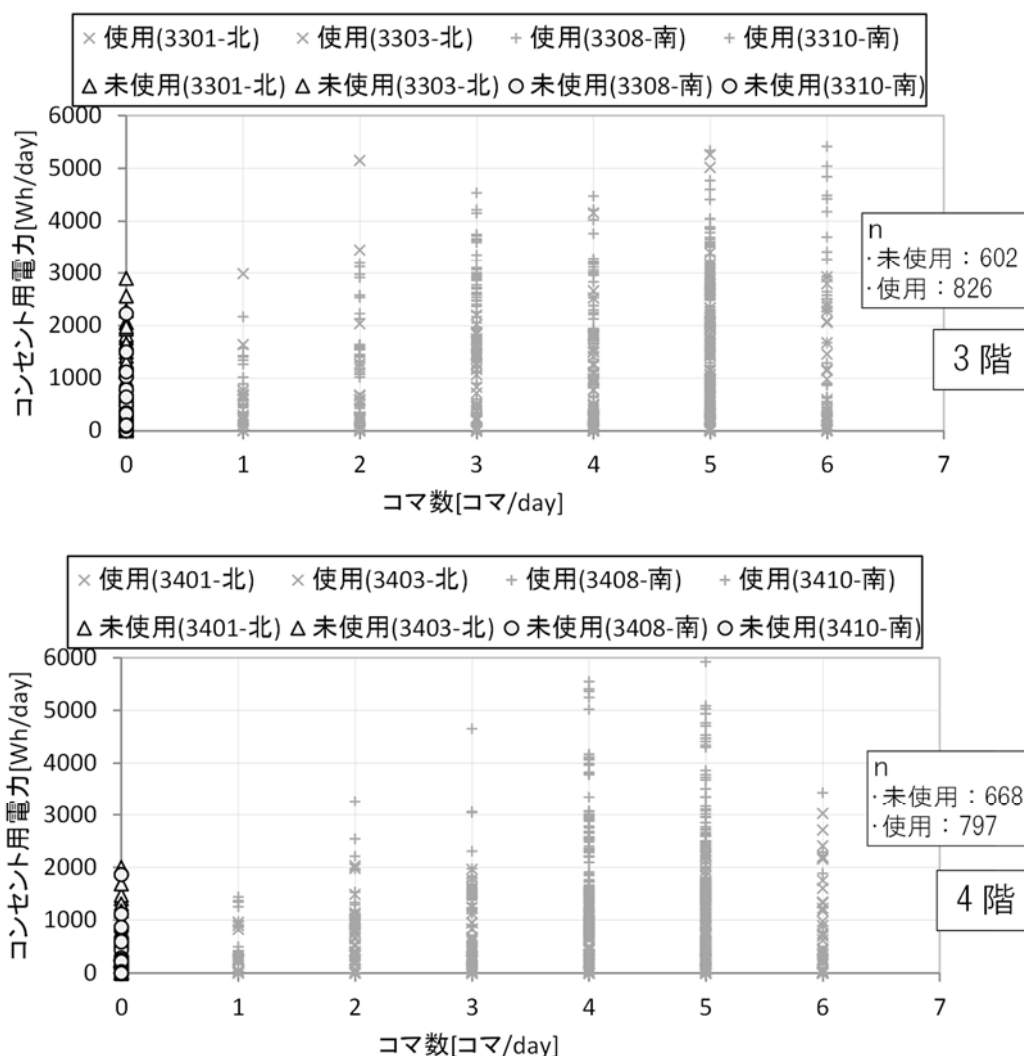 × 使用(3301-北) × 使用(3303-北) + 使用(3308-南) + 使用(3310-南)
△ 未使用(3301-北) △ 未使用(3303-北) ○ 未使用(3308-南) ○ 未使用(3310-南)
コンセント用電力[Wh/day]
6000
5000
4000
3000
2000
1000
0
n
·未使用：602
·使用：826
3 階
0 1 2 3 4 5 6 7
コマ数[コマ/day]
× 使用(3401-北) × 使用(3403-北) + 使用(3408-南) + 使用(3410-南)
△ 未使用(3401-北) △ 未使用(3403-北) ○ 未使用(3408-南) ○ 未使用(3410-南)
コンセント用電力[Wh/day]
6000
5000
4000
3000
2000
1000
0
n
·未使用：668
·使用：797
4 階
0 1 2 3 4 5 6 7
コマ数[コマ/day]